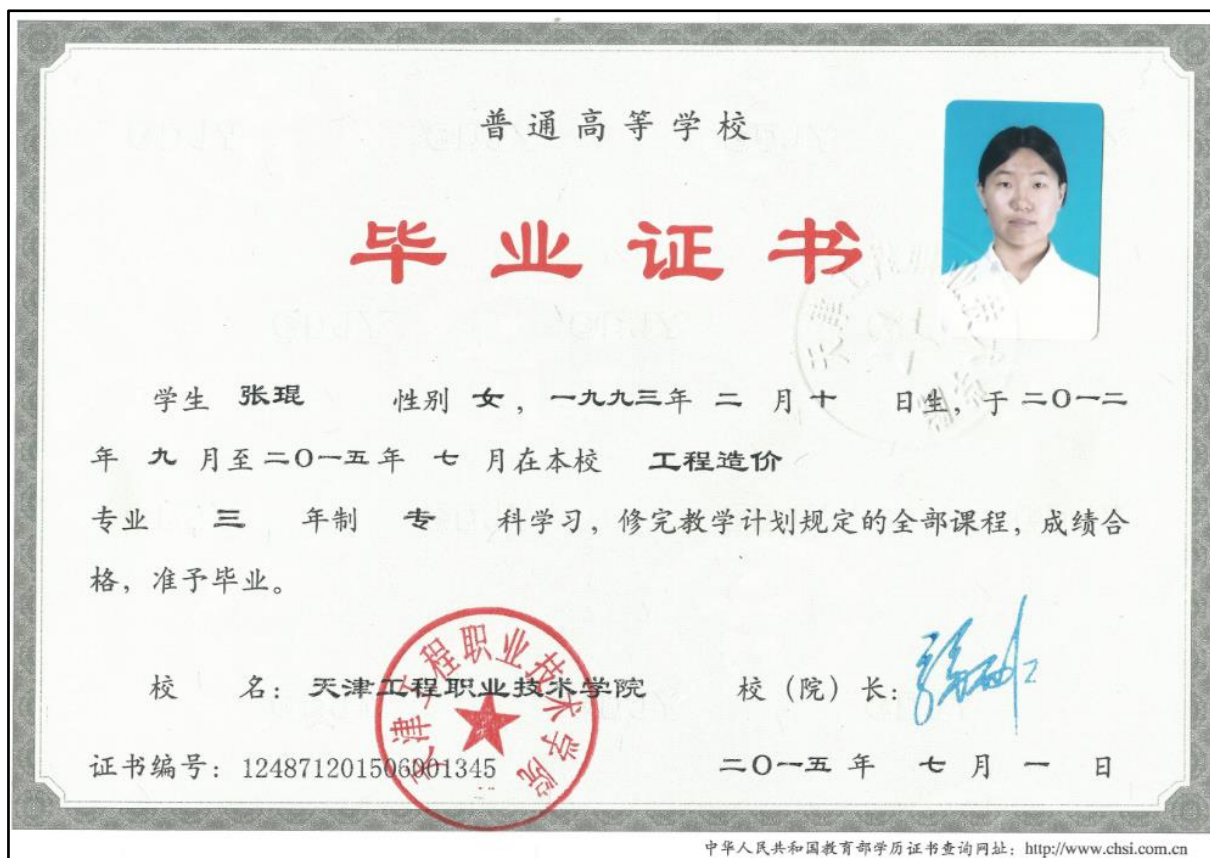 普通高等学校
毕业证书
学生 张琨 性别 女，一九九三年 二 月十 日生，于二〇一二
年 九 月至二〇一五年 七 月在本校 工程造价
专业 三 年制 专 科学习，修完教学计划规定的全部课程，成绩合
格，准予毕业。
校 名：天津工程职业技术学院 校（院）长：
天津工程职业技术学院
证书编号：124871201506001345 二〇一五 年 七 月 一 日
中华人民共和国教育部学历证书查询网址：http://www.chsi.com.cn